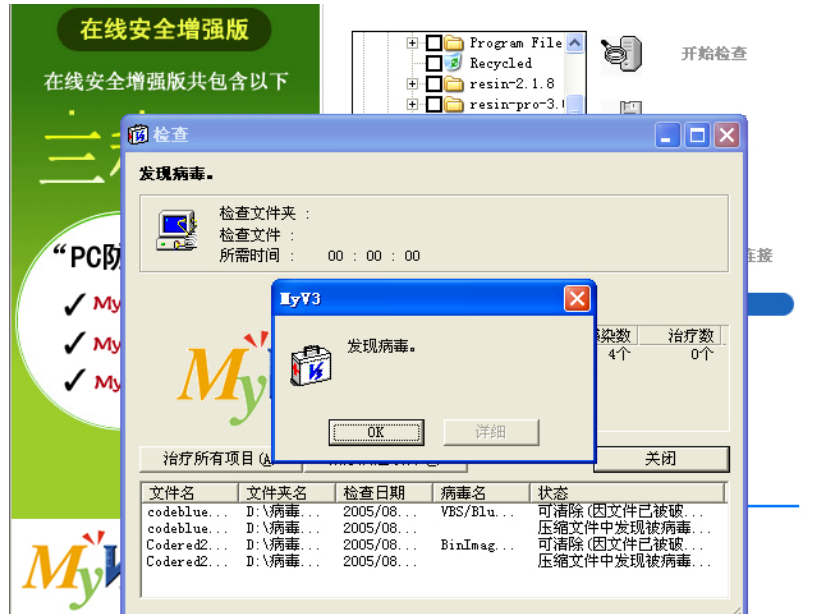 在线安全增强版
在线安全增强版共包含以下
Program File
Recycled
resin-2.1.8
resin-pro-3.
开始检查
检查
发现病毒。
检查文件夹 :
检查文件 :
所需时间 : 00 : 00 : 00
“PC防
My
My
My
连接
MyV3
发现病毒。
OK
详细
染数 治疗数
4个 0个
My
治疗所有项目(A)
关闭
文件名 文件夹名 检查日期 病毒名 状态
codeblue... D:\病毒... 2005/08... VBS/Blu... 可清除(因文件已被破...
codeblue... D:\病毒... 2005/08... 压缩文件中发现被病毒...
Codered2... D:\病毒... 2005/08... BinImag... 可清除(因文件已被破...
Codered2... D:\病毒... 2005/08... 压缩文件中发现被病毒...
MyV